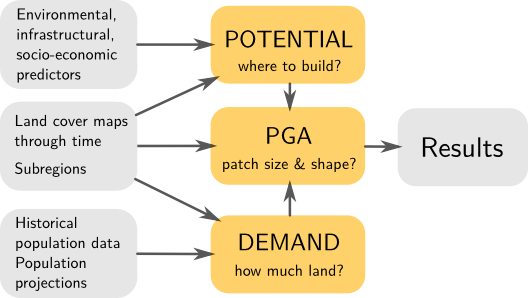 Environmental,
infrastructural,
socio-economic
predictors
POTENTIAL
where to build?
Land cover maps
through time
Subregions
PGA
patch size & shape?
Results
Historical
population data
Population
projections
DEMAND
how much land?